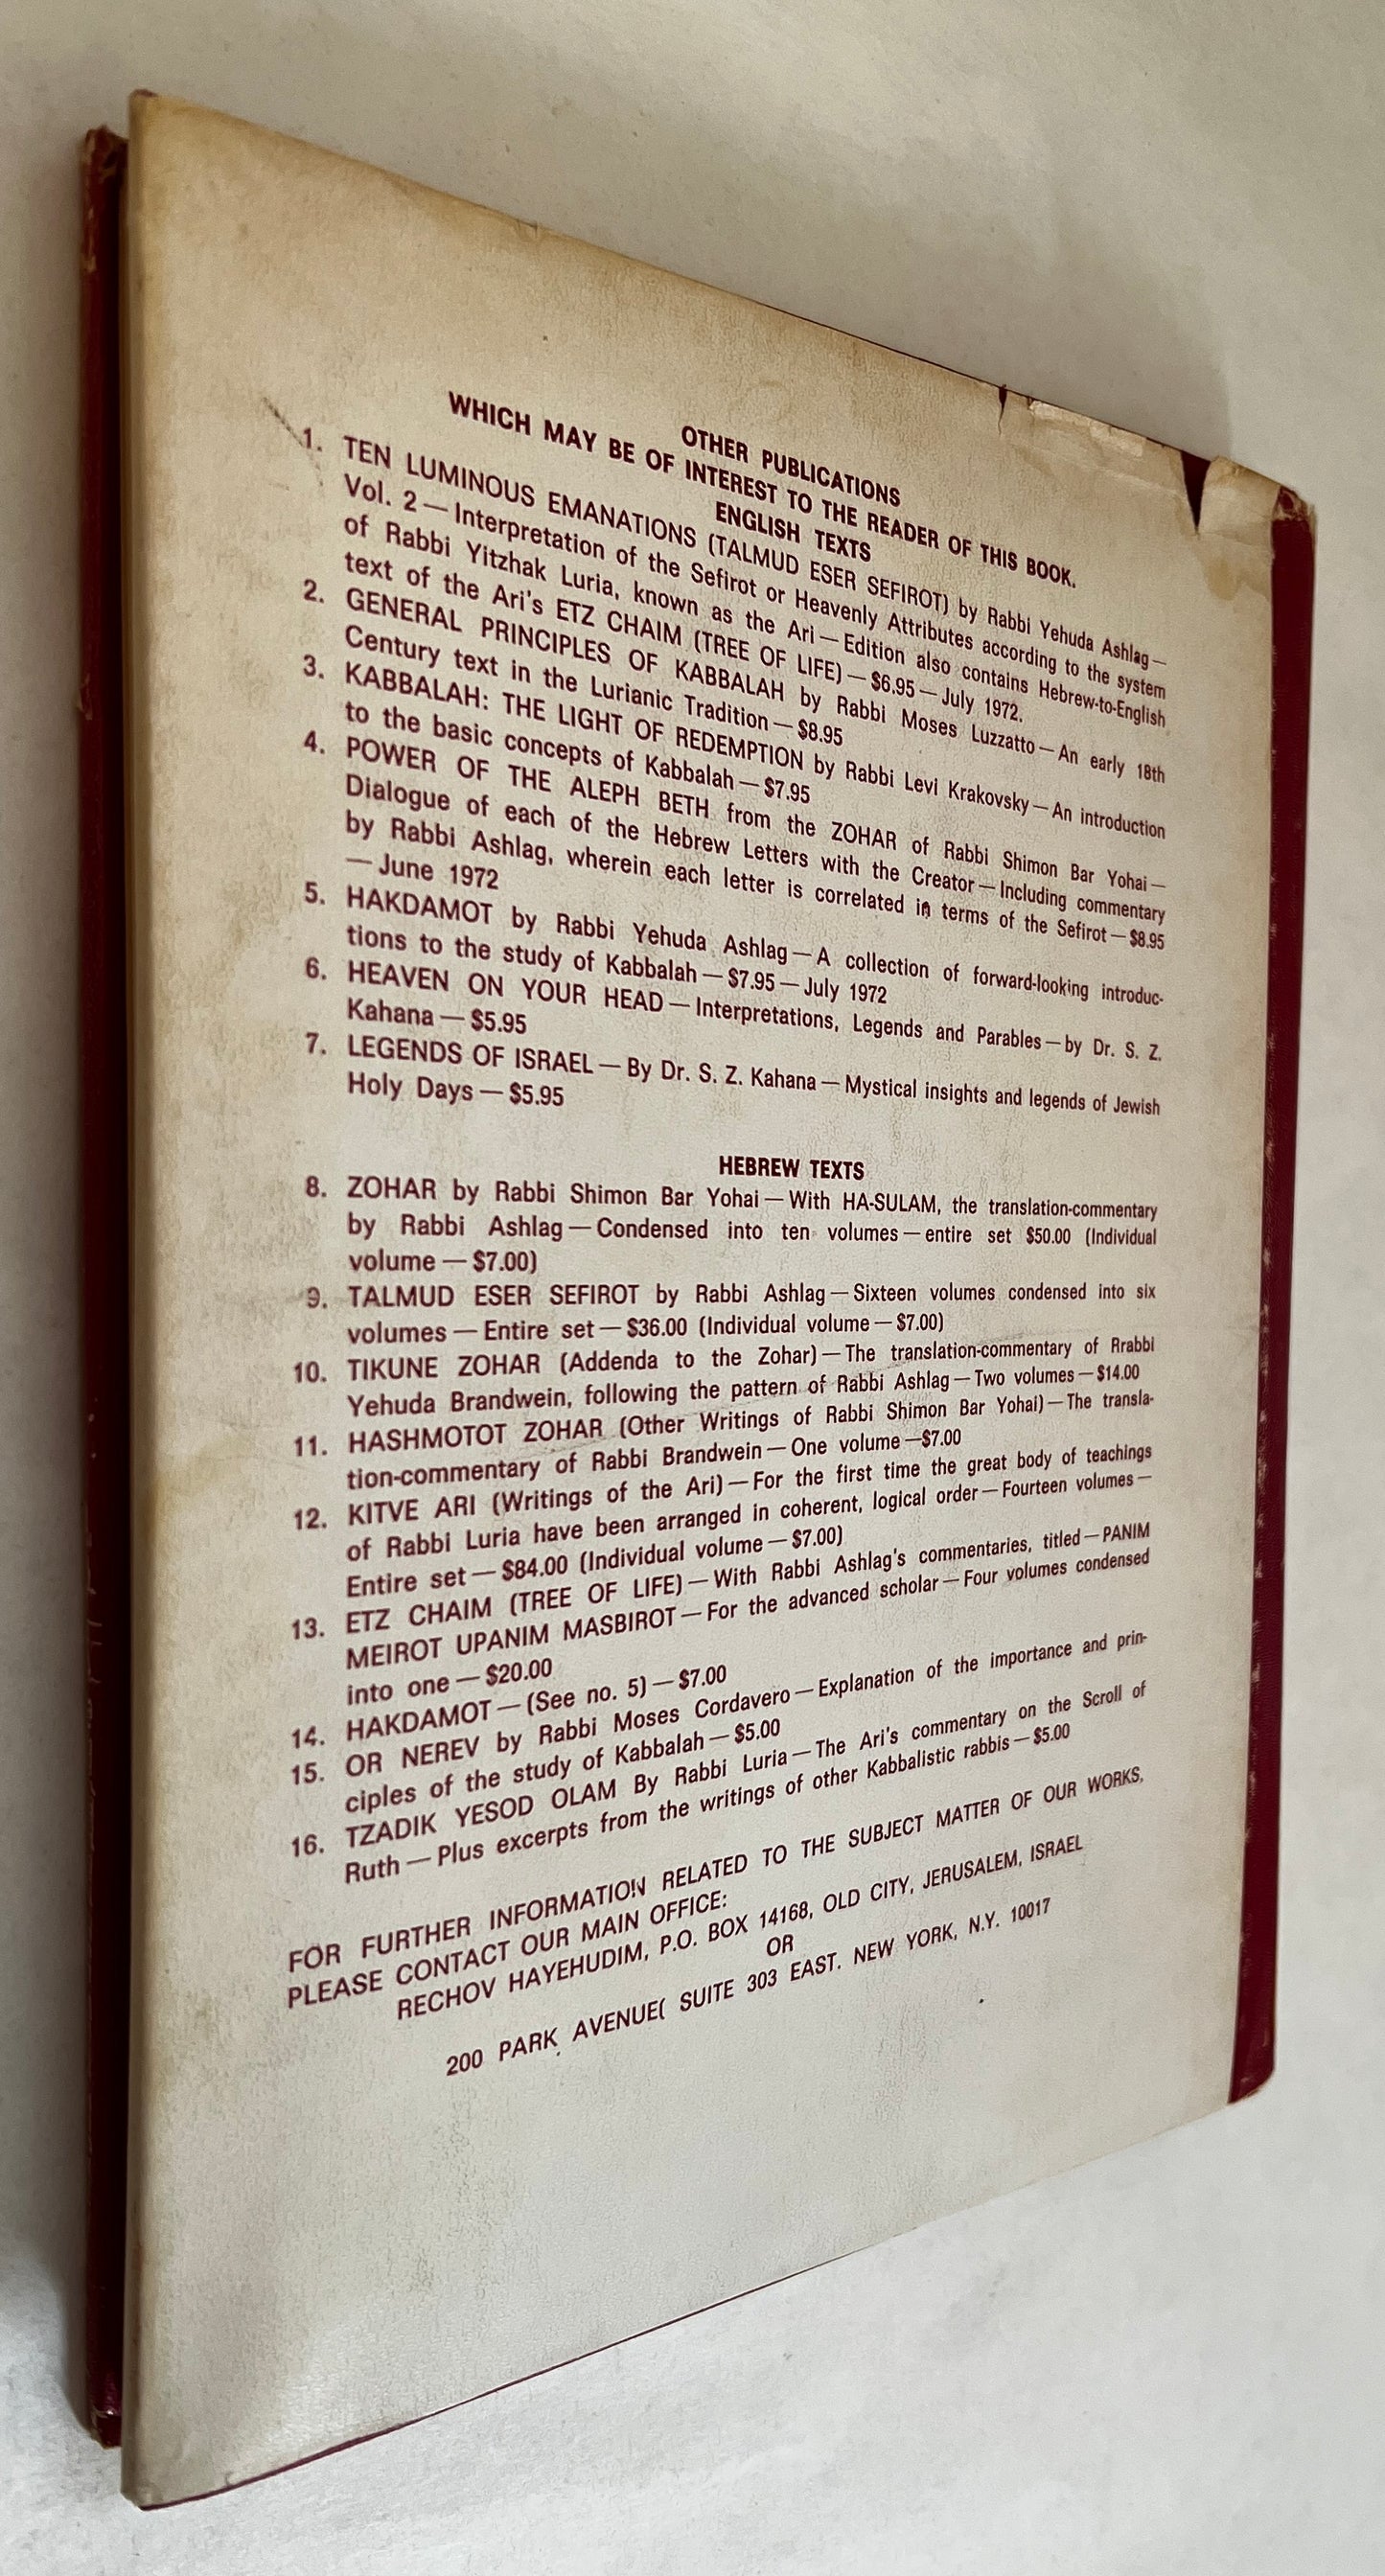 OTHER PUBLICATIONS
WHICH MAY BE OF INTEREST TO THE READER OF THIS BOOK.
ENGLISH TEXTS
1. TEN LUMINOUS EMANATIONS (TALMUD ESER SEFIROT) by Rabbi Yehuda Ashlag —
Vol. 2 — Interpretation of the Sefirot or Heavenly Attributes according to the system
of Rabbi Yitzhak Luria, known as the Ari — Edition also contains Hebrew-to-English
text of the Ari's ETZ CHAIM (TREE OF LIFE) — $6.95 — July 1972.
2. GENERAL PRINCIPLES OF KABBALAH by Rabbi Moses Luzzatto — An early 18th
Century text in the Lurianic Tradition — $8.95
3. KABBALAH: THE LIGHT OF REDEMPTION by Rabbi Levi Krakovsky — An introduction
to the basic concepts of Kabbalah — $7.95
4. POWER OF THE ALEPH BETH from the ZOHAR of Rabbi Shimon Bar Yohai —
Dialogue of each of the Hebrew Letters with the Creator — Including commentary
by Rabbi Ashlag, wherein each letter is correlated in terms of the Sefirot — $8.95
— June 1972
5. HAKDAMOT by Rabbi Yehuda Ashlag — A collection of forward-looking introduc-
tions to the study of Kabbalah — $7.95 — July 1972
6. HEAVEN ON YOUR HEAD — Interpretations, Legends and Parables — by Dr. S. Z.
Kahana — $5.95
7. LEGENDS OF ISRAEL — By Dr. S. Z. Kahana — Mystical insights and legends of Jewish
Holy Days — $5.95
HEBREW TEXTS
8. ZOHAR by Rabbi Shimon Bar Yohai — With HA-SULAM, the translation-commentary
by Rabbi Ashlag — Condensed into ten volumes — entire set $50.00 (Individual
volume — $7.00)
9. TALMUD ESER SEFIROT by Rabbi Ashlag — Sixteen volumes condensed into six
volumes — Entire set — $36.00 (Individual volume — $7.00)
10. TIKUNE ZOHAR (Addenda to the Zohar) — The translation-commentary of Rrabbi
Yehuda Brandwein, following the pattern of Rabbi Ashlag — Two volumes — $14.00
11. HASHMOTOT ZOHAR (Other Writings of Rabbi Shimon Bar Yohai) — The transla-
tion-commentary of Rabbi Brandwein — One volume —$7.00
12. KITVE ARI (Writings of the Ari) — For the first time the great body of teachings
of Rabbi Luria have been arranged in coherent, logical order — Fourteen volumes —
Entire set — $84.00 (Individual volume — $7.00)
13. ETZ CHAIM (TREE OF LIFE) — With Rabbi Ashlag's commentaries, titled — PANIM
MEIROT UPANIM MASBIROT — For the advanced scholar — Four volumes condensed
into one — $20.00
14. HAKDAMOT — (See no. 5) — $7.00
15. OR NEREV by Rabbi Moses Cordavero — Explanation of the importance and prin-
ciples of the study of Kabbalah — $5.00
16. TZADIK YESOD OLAM By Rabbi Luria — The Ari's commentary on the Scroll of
Ruth — Plus excerpts from the writings of other Kabbalistic rabbis — $5.00
FOR FURTHER INFORMATION RELATED TO THE SUBJECT MATTER OF OUR WORKS,
PLEASE CONTACT OUR MAIN OFFICE:
RECHOV HAYEHUDIM, P.O. BOX 14168, OLD CITY, JERUSALEM, ISRAEL
OR
200 PARK AVENUE( SUITE 303 EAST. NEW YORK, N.Y. 10017